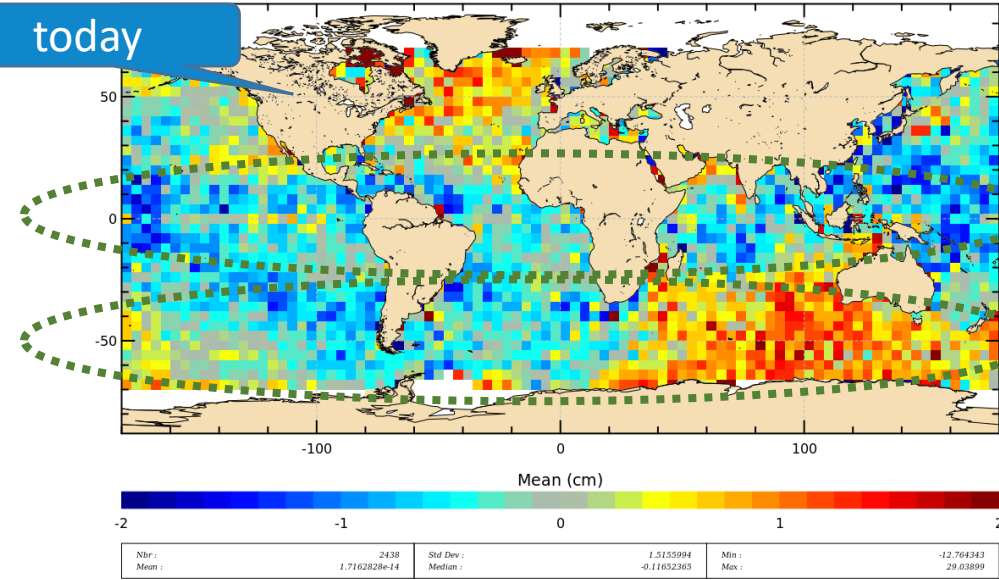 today
50
0
-50
-100 0 100
Mean (cm)
-2 -1 0 1 2
Nbr : 2438 Std Dev : 1.5155994 Min : -12.764343
Mean : 1.7162828e-14 Median : -0.11652365 Max : 29.03899